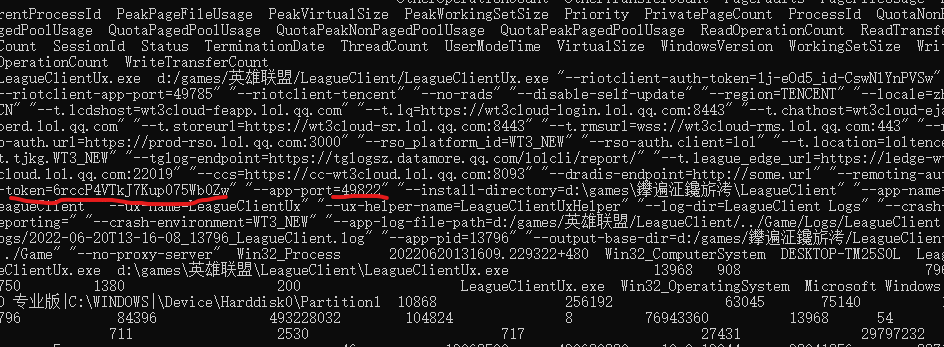 arentProcessId PeakPageFileUsage PeakVirtualSize PeakWorkingSetSize Priority PrivatePageCount ProcessId QuotaNon
PagedPoolUsage QuotaPagedPoolUsage QuotaPeakNonPagedPoolUsage QuotaPeakPagedPoolUsage ReadOperationCount ReadTransfe
Count SessionId Status TerminationDate ThreadCount UserModeTime VirtualSize WindowsVersion WorkingSetSize Wri
OperationCount WriteTransferCount
LeagueClientUx.exe d:/games/英雄联盟/LeagueClient/LeagueClientUx.exe "--riotclient-auth-token=1j-eOd5_id-CswN1YnPVSw"
--riotclient-app-port=49785" "--riotclient-tencent" "--no-rads" "--disable-self-update" "--region=TENCENT" "--locale=zh
CN" "--t.lcdshost=wt3cloud-feapp.lol.qq.com" "--t.lq=https://wt3cloud-login.lol.qq.com:8443" "--t.chathost=wt3cloud-ej
perd.lol.qq.com" "--t.storeurl=https://wt3cloud-sr.lol.qq.com:8443" "--t.rmsurl=wss://wt3cloud-rms.lol.qq.com:443" "--
rso-auth.url=https://prod-rso.lol.qq.com:3000" "--rso_platform_id=WT3_NEW" "--rso-auth.client=lolclient" "--t.location=loltenc
t.tjkg.WT3_NEW" "--tglog-endpoint=https://tglogsz.datamore.qq.com/lolcli/report/" "--t.league_edge_url=https://wt3cloud-led
cloud.lol.qq.com:22019" "--ccs=https://cc-wt3cloud.lol.qq.com:8093" "--dradis-endpoint=http://some.url" "--remoting-aut
-token=6rccP4VTkJ7Kup075Wb0Zw" "--app-port=49822" "--install-directory=d:\games\鑻遍泟鑱旂洘\LeagueClient" "--app-name=
LeagueClient" "--ux-name=LeagueClientUx" "--ux-helper-name=LeagueClientUxHelper" "--log-dir=LeagueClient Logs" "--crash-
reporting=" "--crash-environment=WT3_NEW" "--app-log-file-path=d:/games/英雄联盟/LeagueClient/../Game/Logs/LeagueClient
Logs/2022-06-20T13-16-08_13796_LeagueClient.log" "--app-pid=13796" "--output-base-dir=d:/games/鑻遍泟鑱旂洘/LeagueClient
../Game" "--no-proxy-server" Win32_Process 20220620131609.229322+480 Win32_ComputerSystem DESKTOP-TM25SOL Leag
ueClientUx.exe d:\games\英雄联盟\LeagueClient\LeagueClientUx.exe 13968 908
750 1380 200 LeagueClientUx.exe Win32_OperatingSystem Microsoft Windows
0 专业版|C:\WINDOWS|\Device\Harddisk0\Partition1 10868 256192 63045 75140
796 84396 493228032 104824 8 76943360 13968 54
711 2530 717 27431 29797232